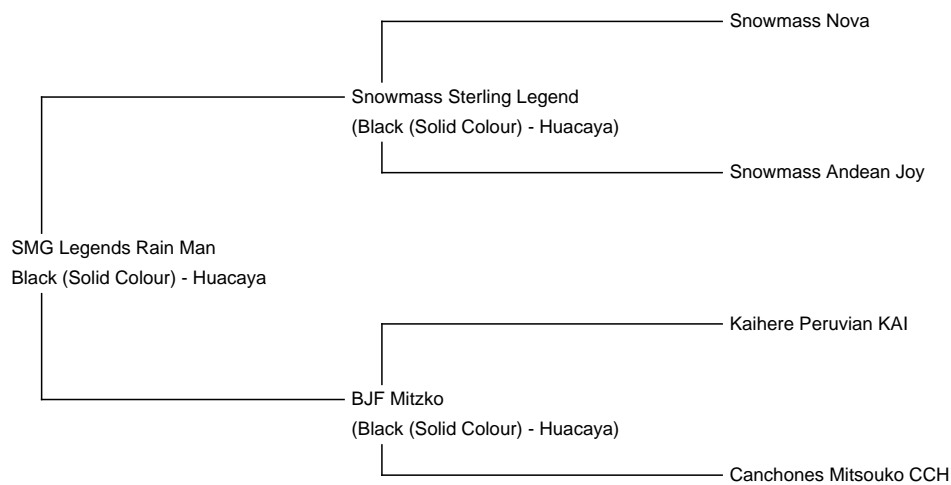 Snowmass Nova
Snowmass Sterling Legend
(Black (Solid Colour) - Huacaya)
Snowmass Andean Joy
SMG Legends Rain Man
Black (Solid Colour) - Huacaya
Kaihere Peruvian KAI
BJF Mitzko
(Black (Solid Colour) - Huacaya)
Canchones Mitsouko CCH